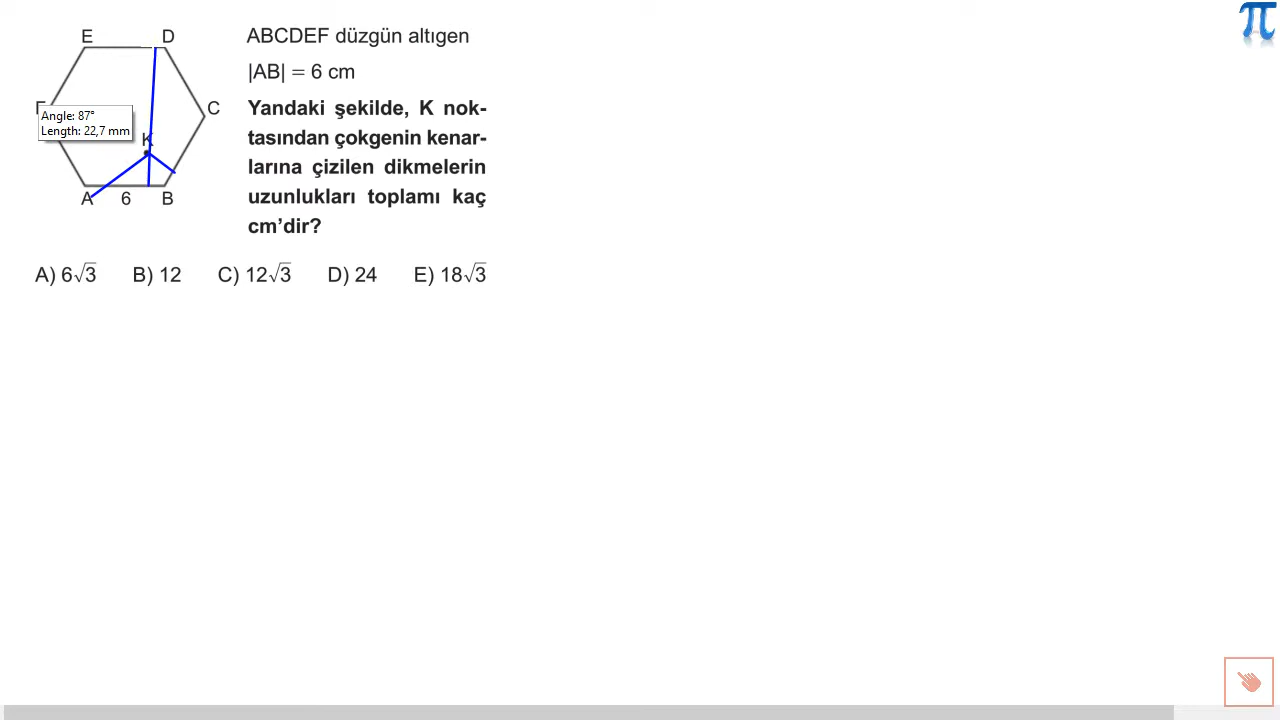 E D
ABCDEF düzgün altıgen
|AB| = 6 cm
C
Angle: 87°
Length: 22,7 mm
K
A 6 B
Yandaki şekilde, K nok-
tasından çokgenin kenar-
larına çizilen dikmelerin
uzunlukları toplamı kaç
cm'dir?
A) 6√3 B) 12 C) 12√3 D) 24 E) 18√3
π